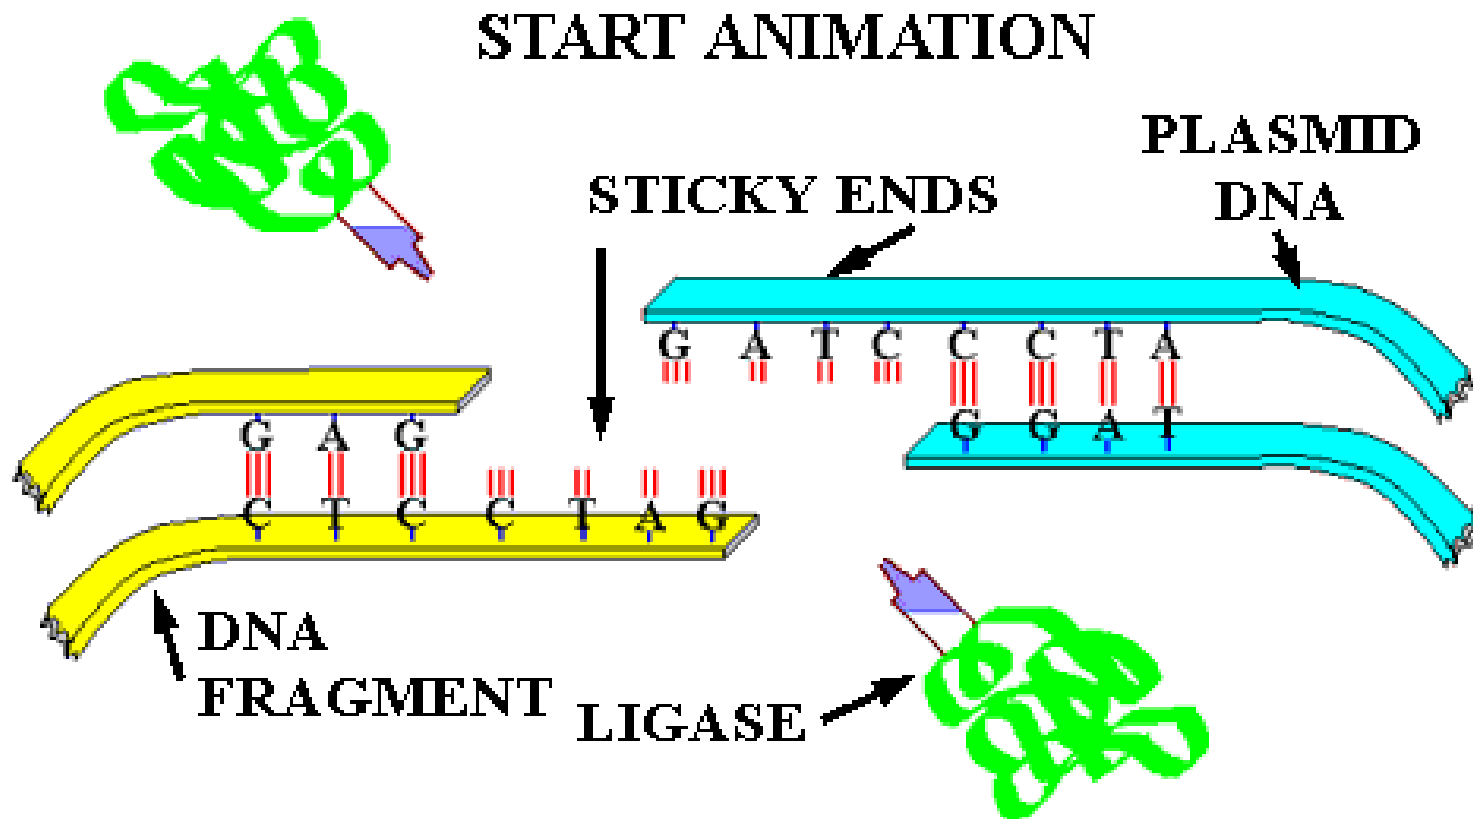 START ANIMATION
PLASMID
DNA
STICKY ENDS
G A T C C C T A
G G A T
G A G
C T C C T A G
DNA
FRAGMENT
LIGASE